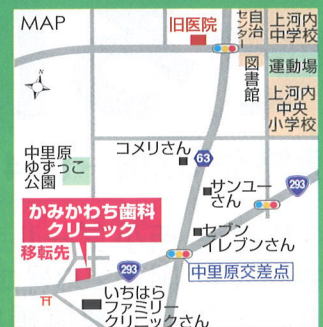 MAP
N
旧医院
自治
センター
上河内
中学校
図書館
運動場
上河内
中央
小学校
コメリさん
63
中里原
ゆずっこ
公園
サンユー
さん
293
かみかわち歯科
クリニック
移転先
セブン
イレブンさん
293
中里原交差点
いちはら
ファミリー
クリニックさん